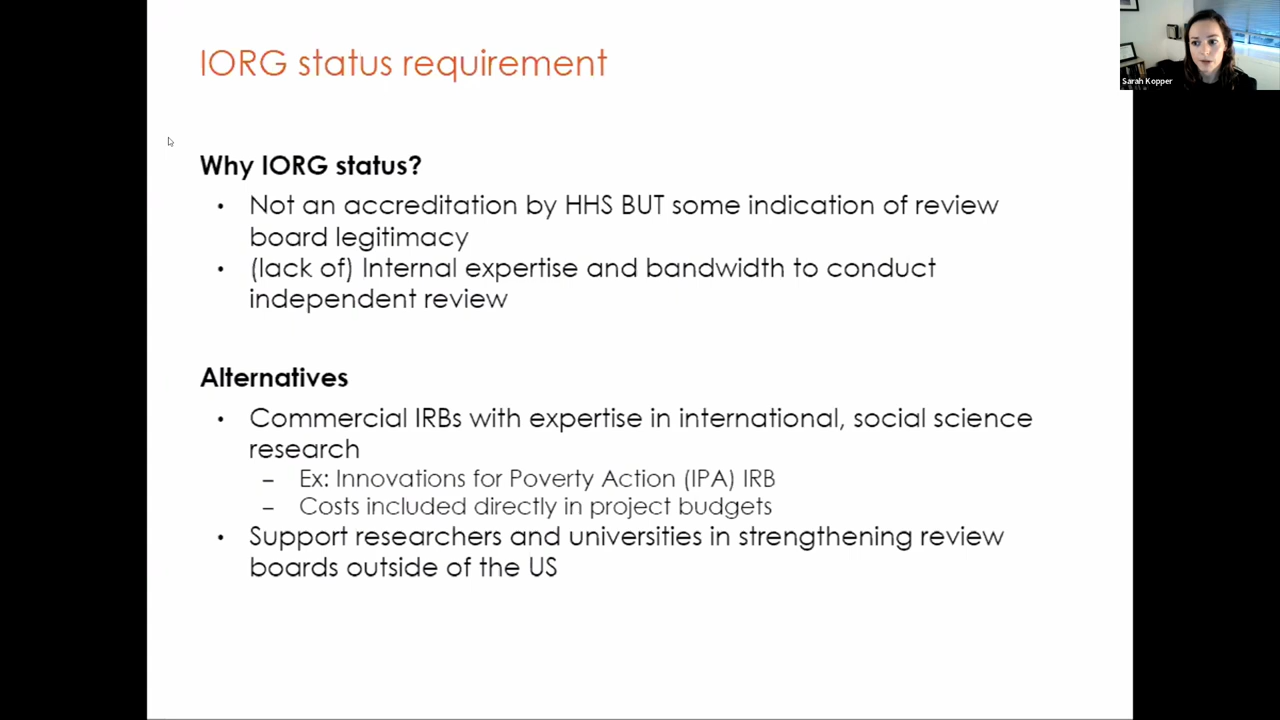 IORG status requirement
Sarah Kopper
Why IORG status?
• Not an accreditation by HHS BUT some indication of review
board legitimacy
• (lack of) Internal expertise and bandwidth to conduct
independent review
Alternatives
• Commercial IRBs with expertise in international, social science
research
– Ex: Innovations for Poverty Action (IPA) IRB
– Costs included directly in project budgets
• Support researchers and universities in strengthening review
boards outside of the US